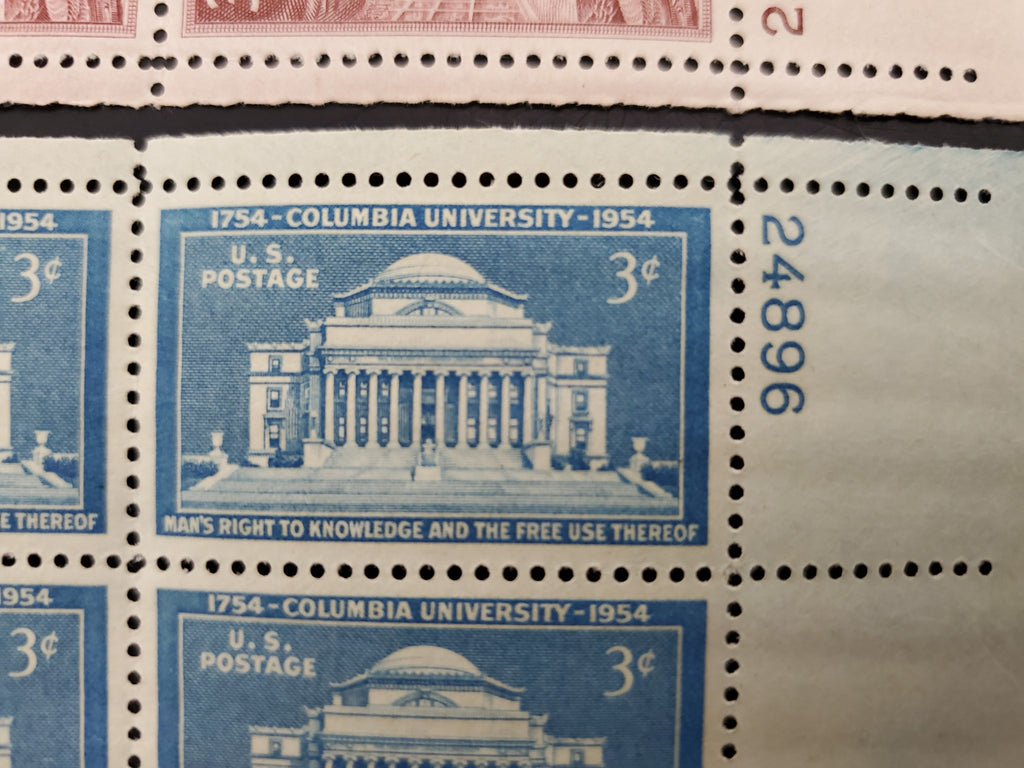 2
1954
3¢
E THEREOF
1754-COLUMBIA UNIVERSITY-1954
U. S.
POSTAGE
3¢
MAN'S RIGHT TO KNOWLEDGE AND THE FREE USE THEREOF
24896
1954
3¢
1754-COLUMBIA UNIVERSITY-1954
U. S.
POSTAGE
3¢